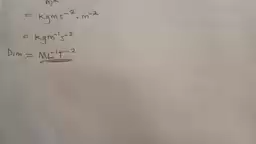 = kgms⁻² · m⁻²
= kgm⁻¹s⁻²
Dim = ML⁻¹T⁻²